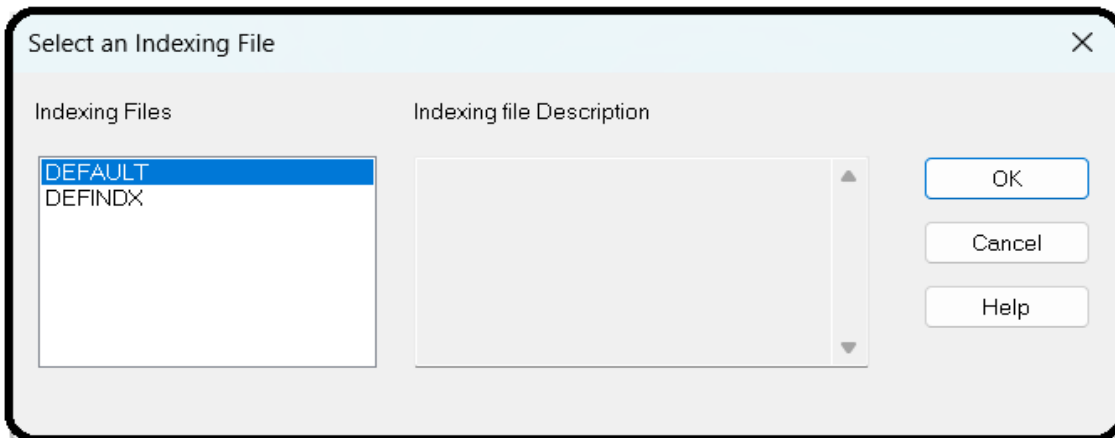 Select an Indexing File
Indexing Files
Indexing file Description
DEFAULT
DEFINDX
OK
Cancel
Help